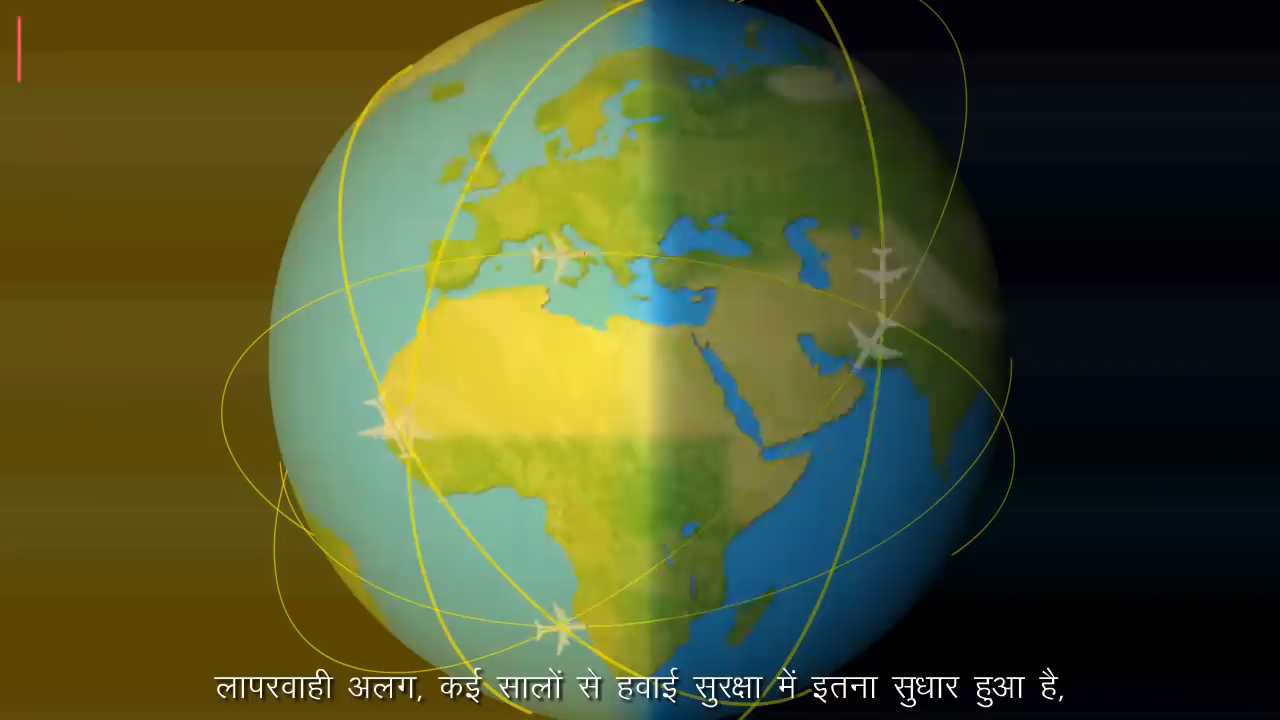 लापरवाही अलग, कई सालों से हवाई सुरक्षा में इतना सुधार हुआ है,